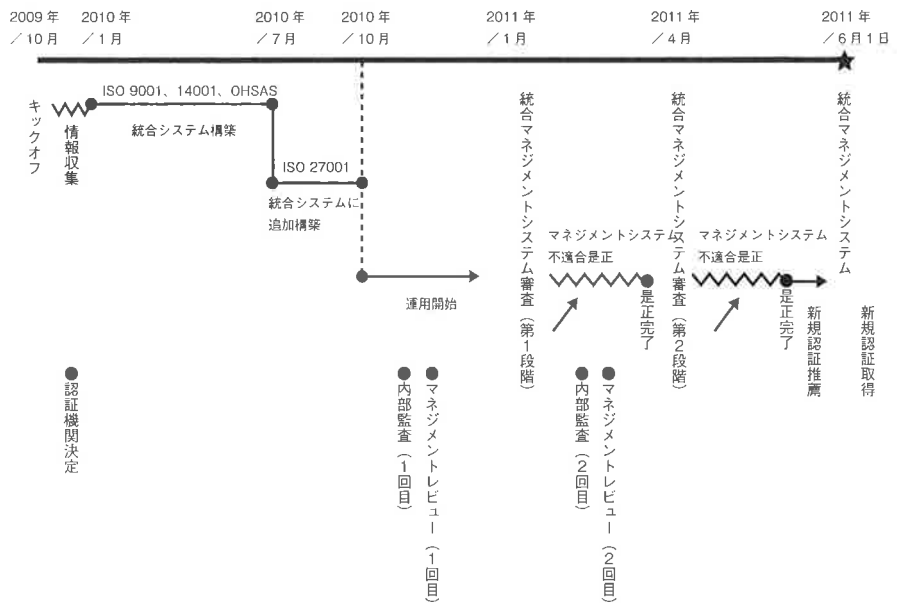 2009年
／10月
2010年
／1月
2010年
／7月
2010年
／10月
2011年
／1月
2011年
／4月
2011年
／6月1日
キックオフ
情報収集
ISO 9001、14001、OHSAS
統合システム構築
ISO 27001
統合システムに
追加構築
運用開始
統合マネジメントシステム審査（第1段階）
マネジメントシステム
不適合是正
是正完了
統合マネジメントシステム審査（第2段階）
マネジメントシステム
不適合是正
是正完了
新規認証推薦
統合マネジメントシステム
新規認証取得
認証機関決定
内部監査（1回目）
マネジメントレビュー（1回目）
内部監査（2回目）
マネジメントレビュー（2回目）